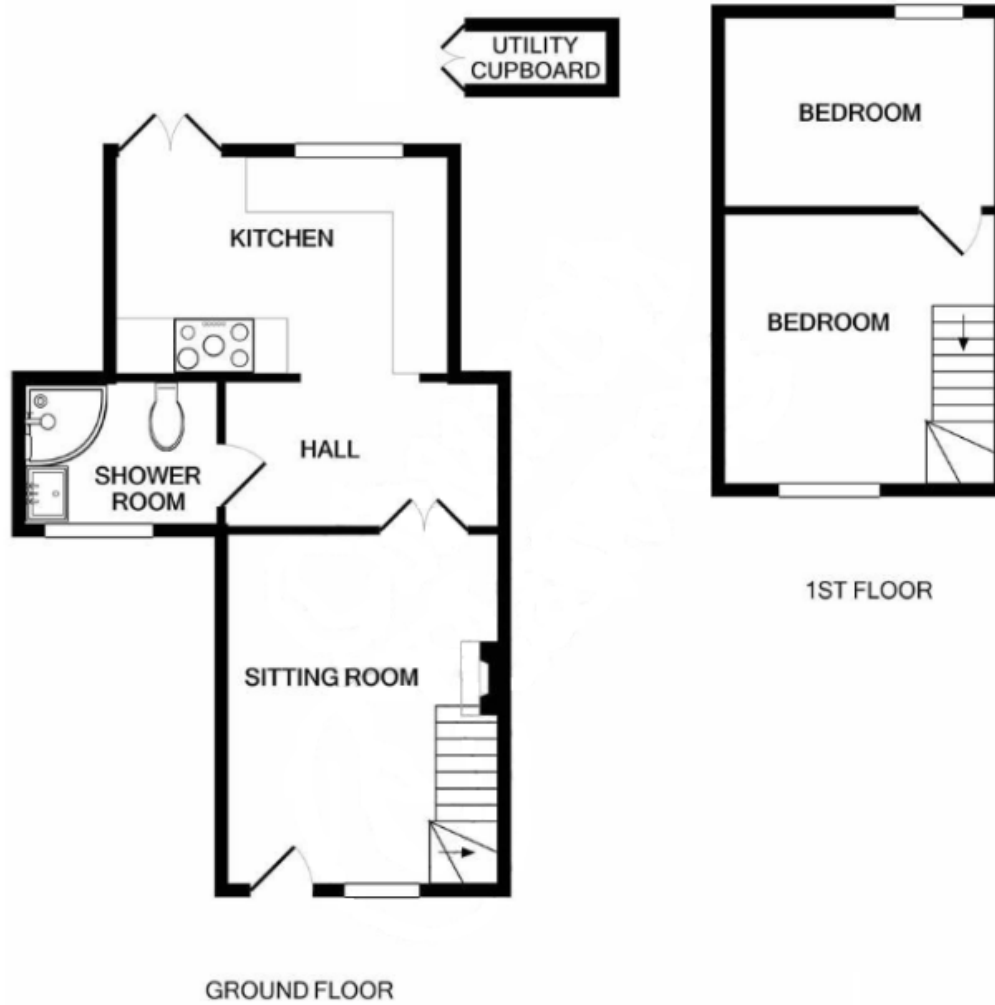 UTILITY
CUPBOARD
BEDROOM
KITCHEN
BEDROOM
HALL
SHOWER
ROOM
1ST FLOOR
SITTING ROOM
GROUND FLOOR